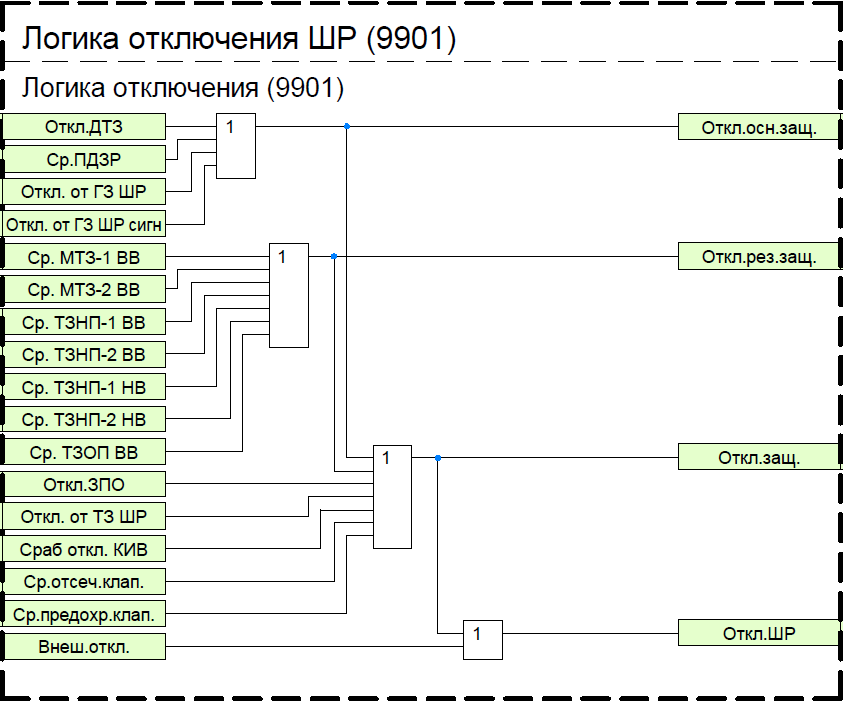 Логика отключения ШР (9901)
Логика отключения (9901)
Откл.ДТЗ
1
Откл.осн.защ.
Ср.ПДЗР
Откл. от ГЗ ШР
Откл. от ГЗ ШР сигн
Ср. МТЗ-1 ВВ
1
Откл.рез.защ.
Ср. МТЗ-2 ВВ
Ср. ТЗНП-1 ВВ
Ср. ТЗНП-2 ВВ
Ср. ТЗНП-1 НВ
Ср. ТЗНП-2 НВ
Ср. ТЗОП ВВ
1
Откл.защ.
Откл.ЗПО
Откл. от ТЗ ШР
Сраб откл. КИВ
Ср.отсеч.клап.
Ср.предохр.клап.
1
Откл.ШР
Внеш.откл.